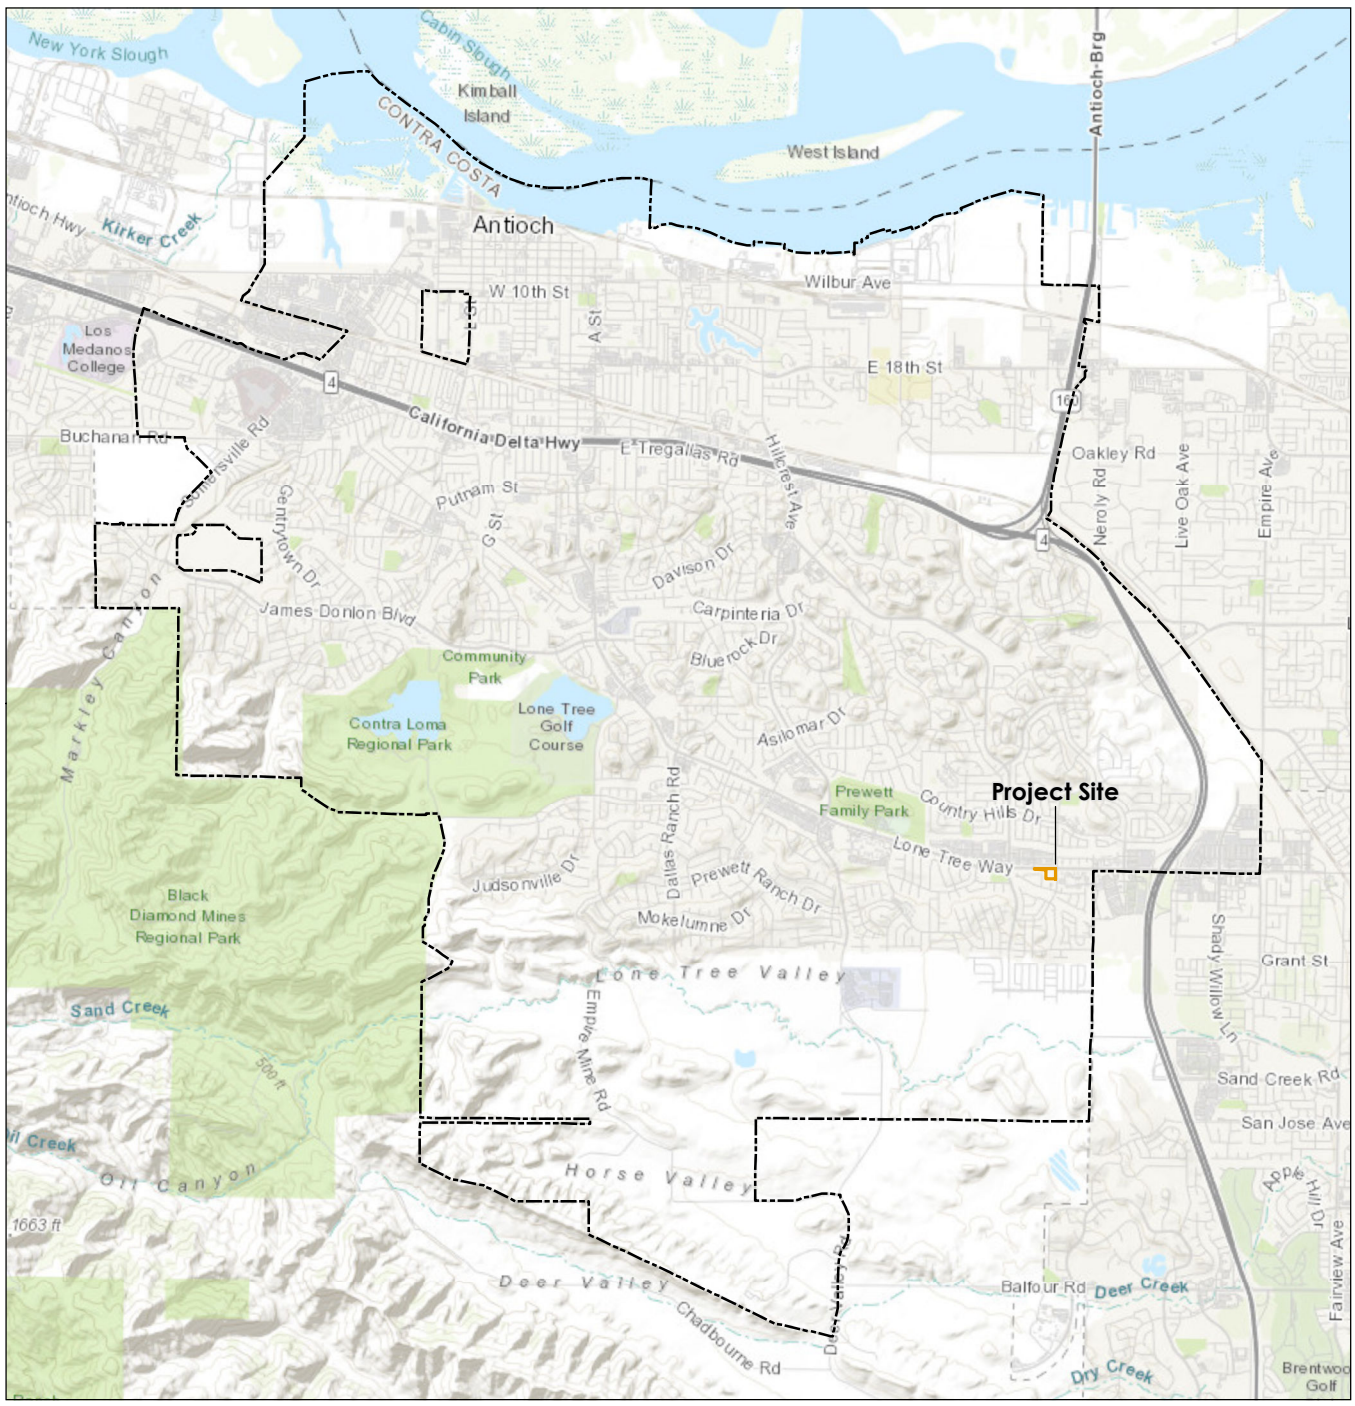 New York Slough
Cabin Slough
Kimball
Island
Antioch Brg
CONTRA COSTA
West Island
Kirker Creek
ntioch Hwy
Antioch
W 10th St
L St
A St
Wilbur Ave
Los
Medanos
College
4
E 18th St
160
California Delta Hwy
E Tregallas Rd
Hillcrest Ave
Buchanan Rd
Somersville Rd
Oakley Rd
Neroly Rd
Live Oak Ave
Empire Ave
Putnam St
G St
Gentrytown Dr
4
Davison Dr
James Donlon Blvd
Carpinteria Dr
Bluerock Dr
Markley Canyon
Community
Park
Contra Loma
Regional Park
Lone Tree
Golf
Course
Asilomar Dr
Dallas Ranch Rd
Prewett
Family Park
Country Hills Dr
Project Site
Lone Tree Way
Judsonville Dr
Prewett Ranch Dr
Mokelumne Dr
Black
Diamond Mines
Regional Park
Shady Willow Ln
Grant St
Lone Tree Valley
Sand Creek
Empire Mine Rd
500 ft
Sand Creek Rd
San Jose Ave
il Creek
Oil Canyon
Horse Valley
Apple Hill Dr
1663 ft
Deer Valley Rd
Deer Valley
Balfour Rd
Deer Creek
Fairview Ave
Chadbourne Rd
Dry Creek
Brentwoo
Golf